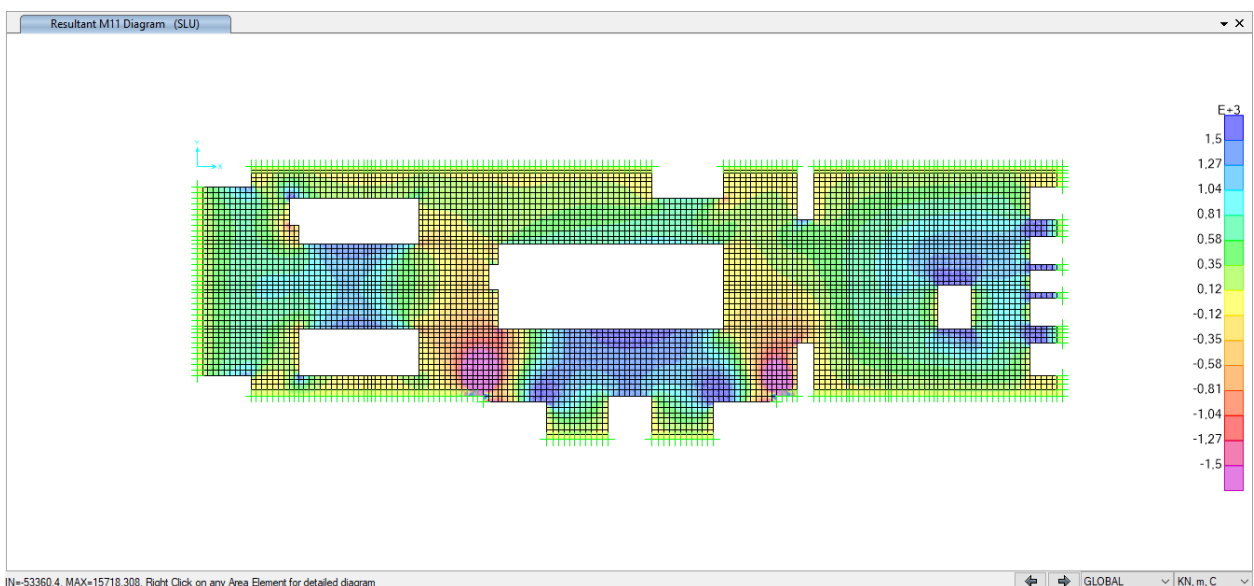 Resultant M11 Diagram (SLU)
E+3
1.5
1.27
1.04
0.81
0.58
0.35
0.12
-0.12
-0.35
-0.58
-0.81
-1.04
-1.27
-1.5
IN=-53360.4, MAX=15718.308, Right Click on any Area Element for detailed diagram
GLOBAL
KN, m, C